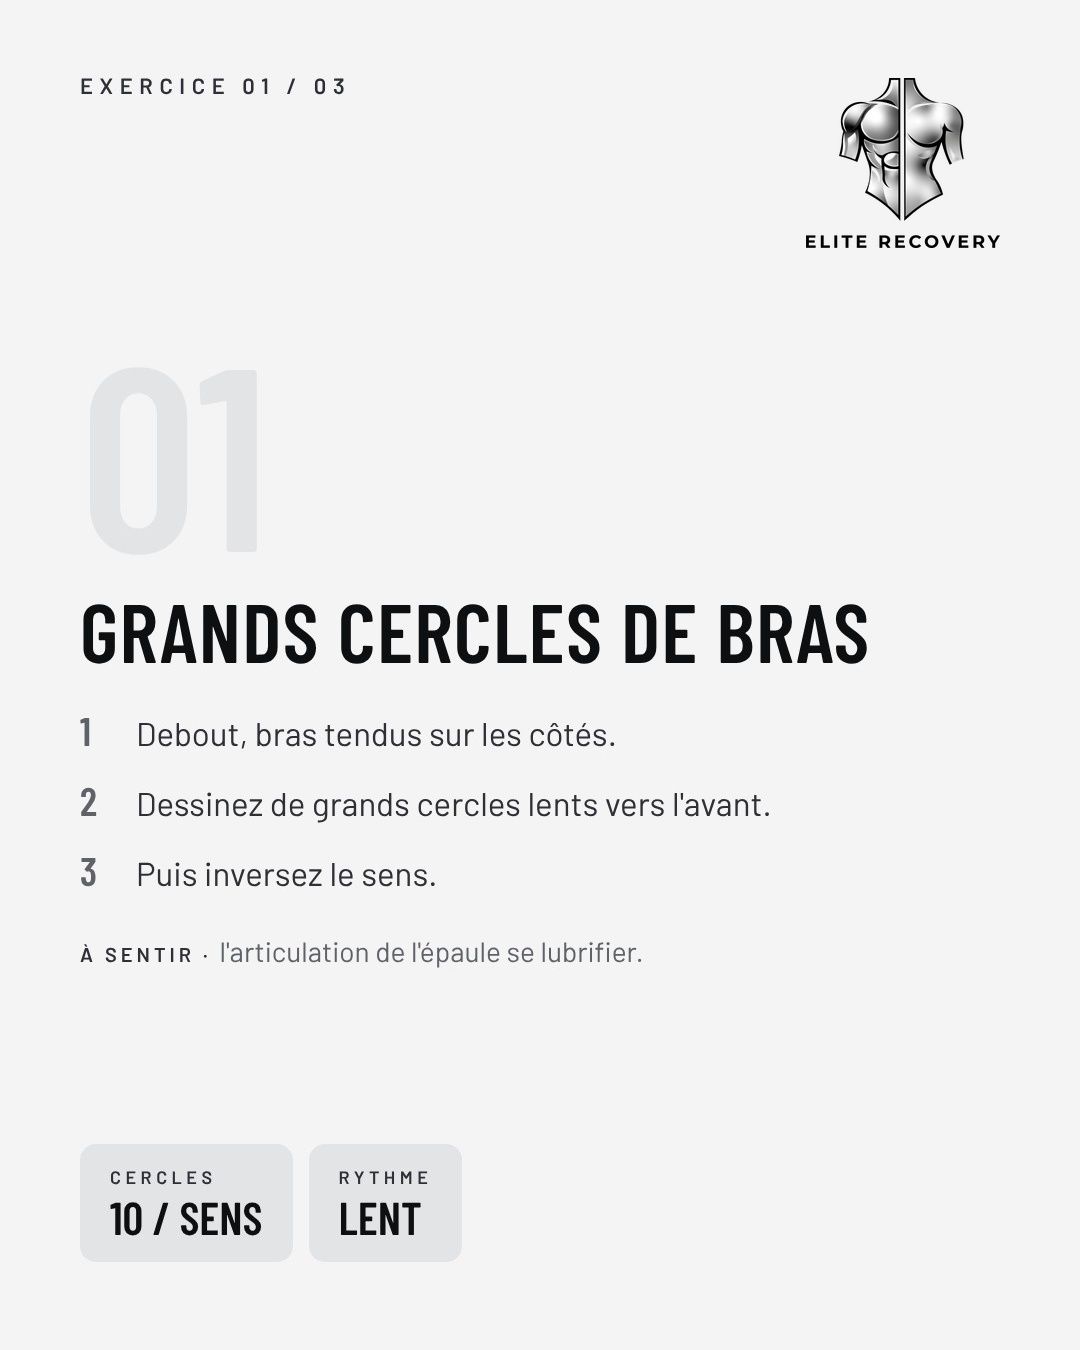 EXERCICE 01 / 03
ELITE RECOVERY
01
GRANDS CERCLES DE BRAS
1 Debout, bras tendus sur les côtés.
2 Dessinez de grands cercles lents vers l'avant.
3 Puis inversez le sens.
À SENTIR · l'articulation de l'épaule se lubrifier.
CERCLES
10 / SENS
RYTHME
LENT